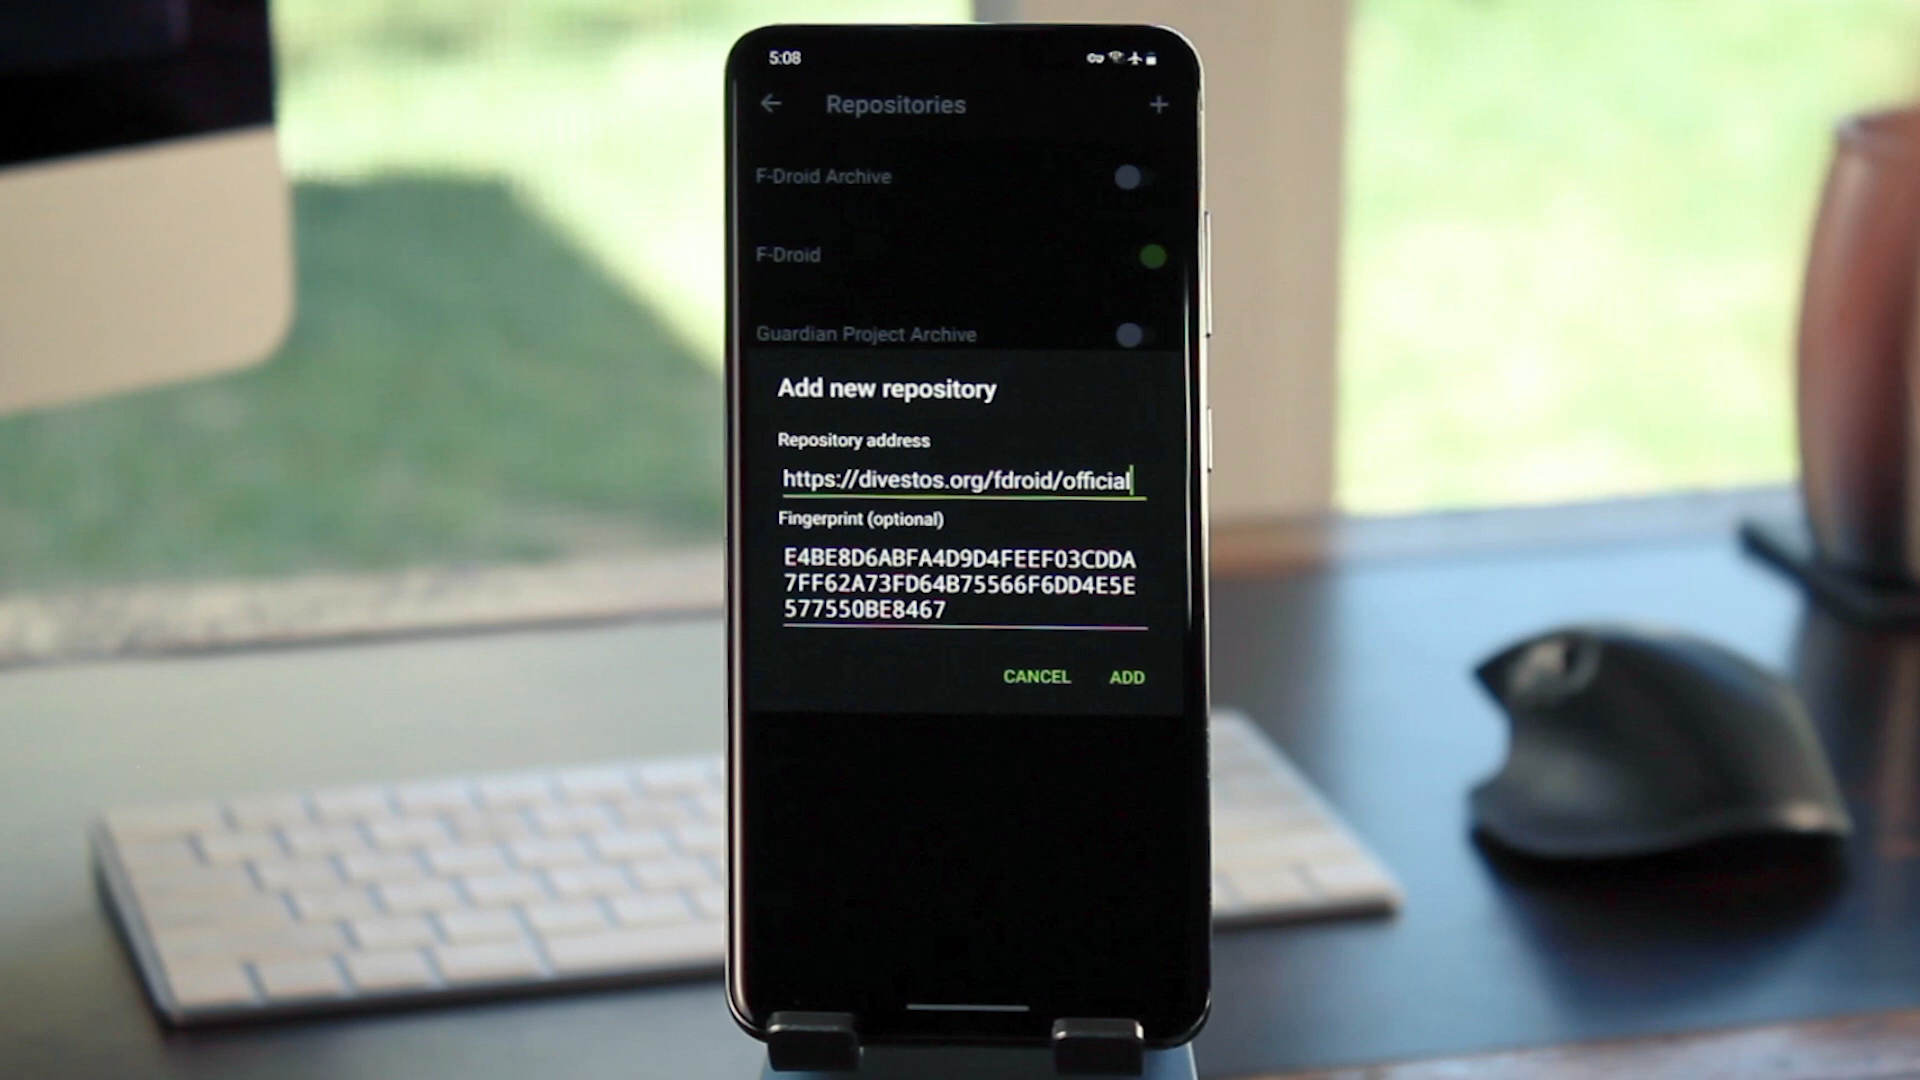 5:08
Repositories
F-Droid Archive
F-Droid
Guardian Project Archive
Add new repository
Repository address
https://divestos.org/fdroid/official
Fingerprint (optional)
E4BE8D6ABFA4D9D4FEEF03CDDA
7FF62A73FD64B75566F6DD4E5E
577550BE8467
CANCEL ADD